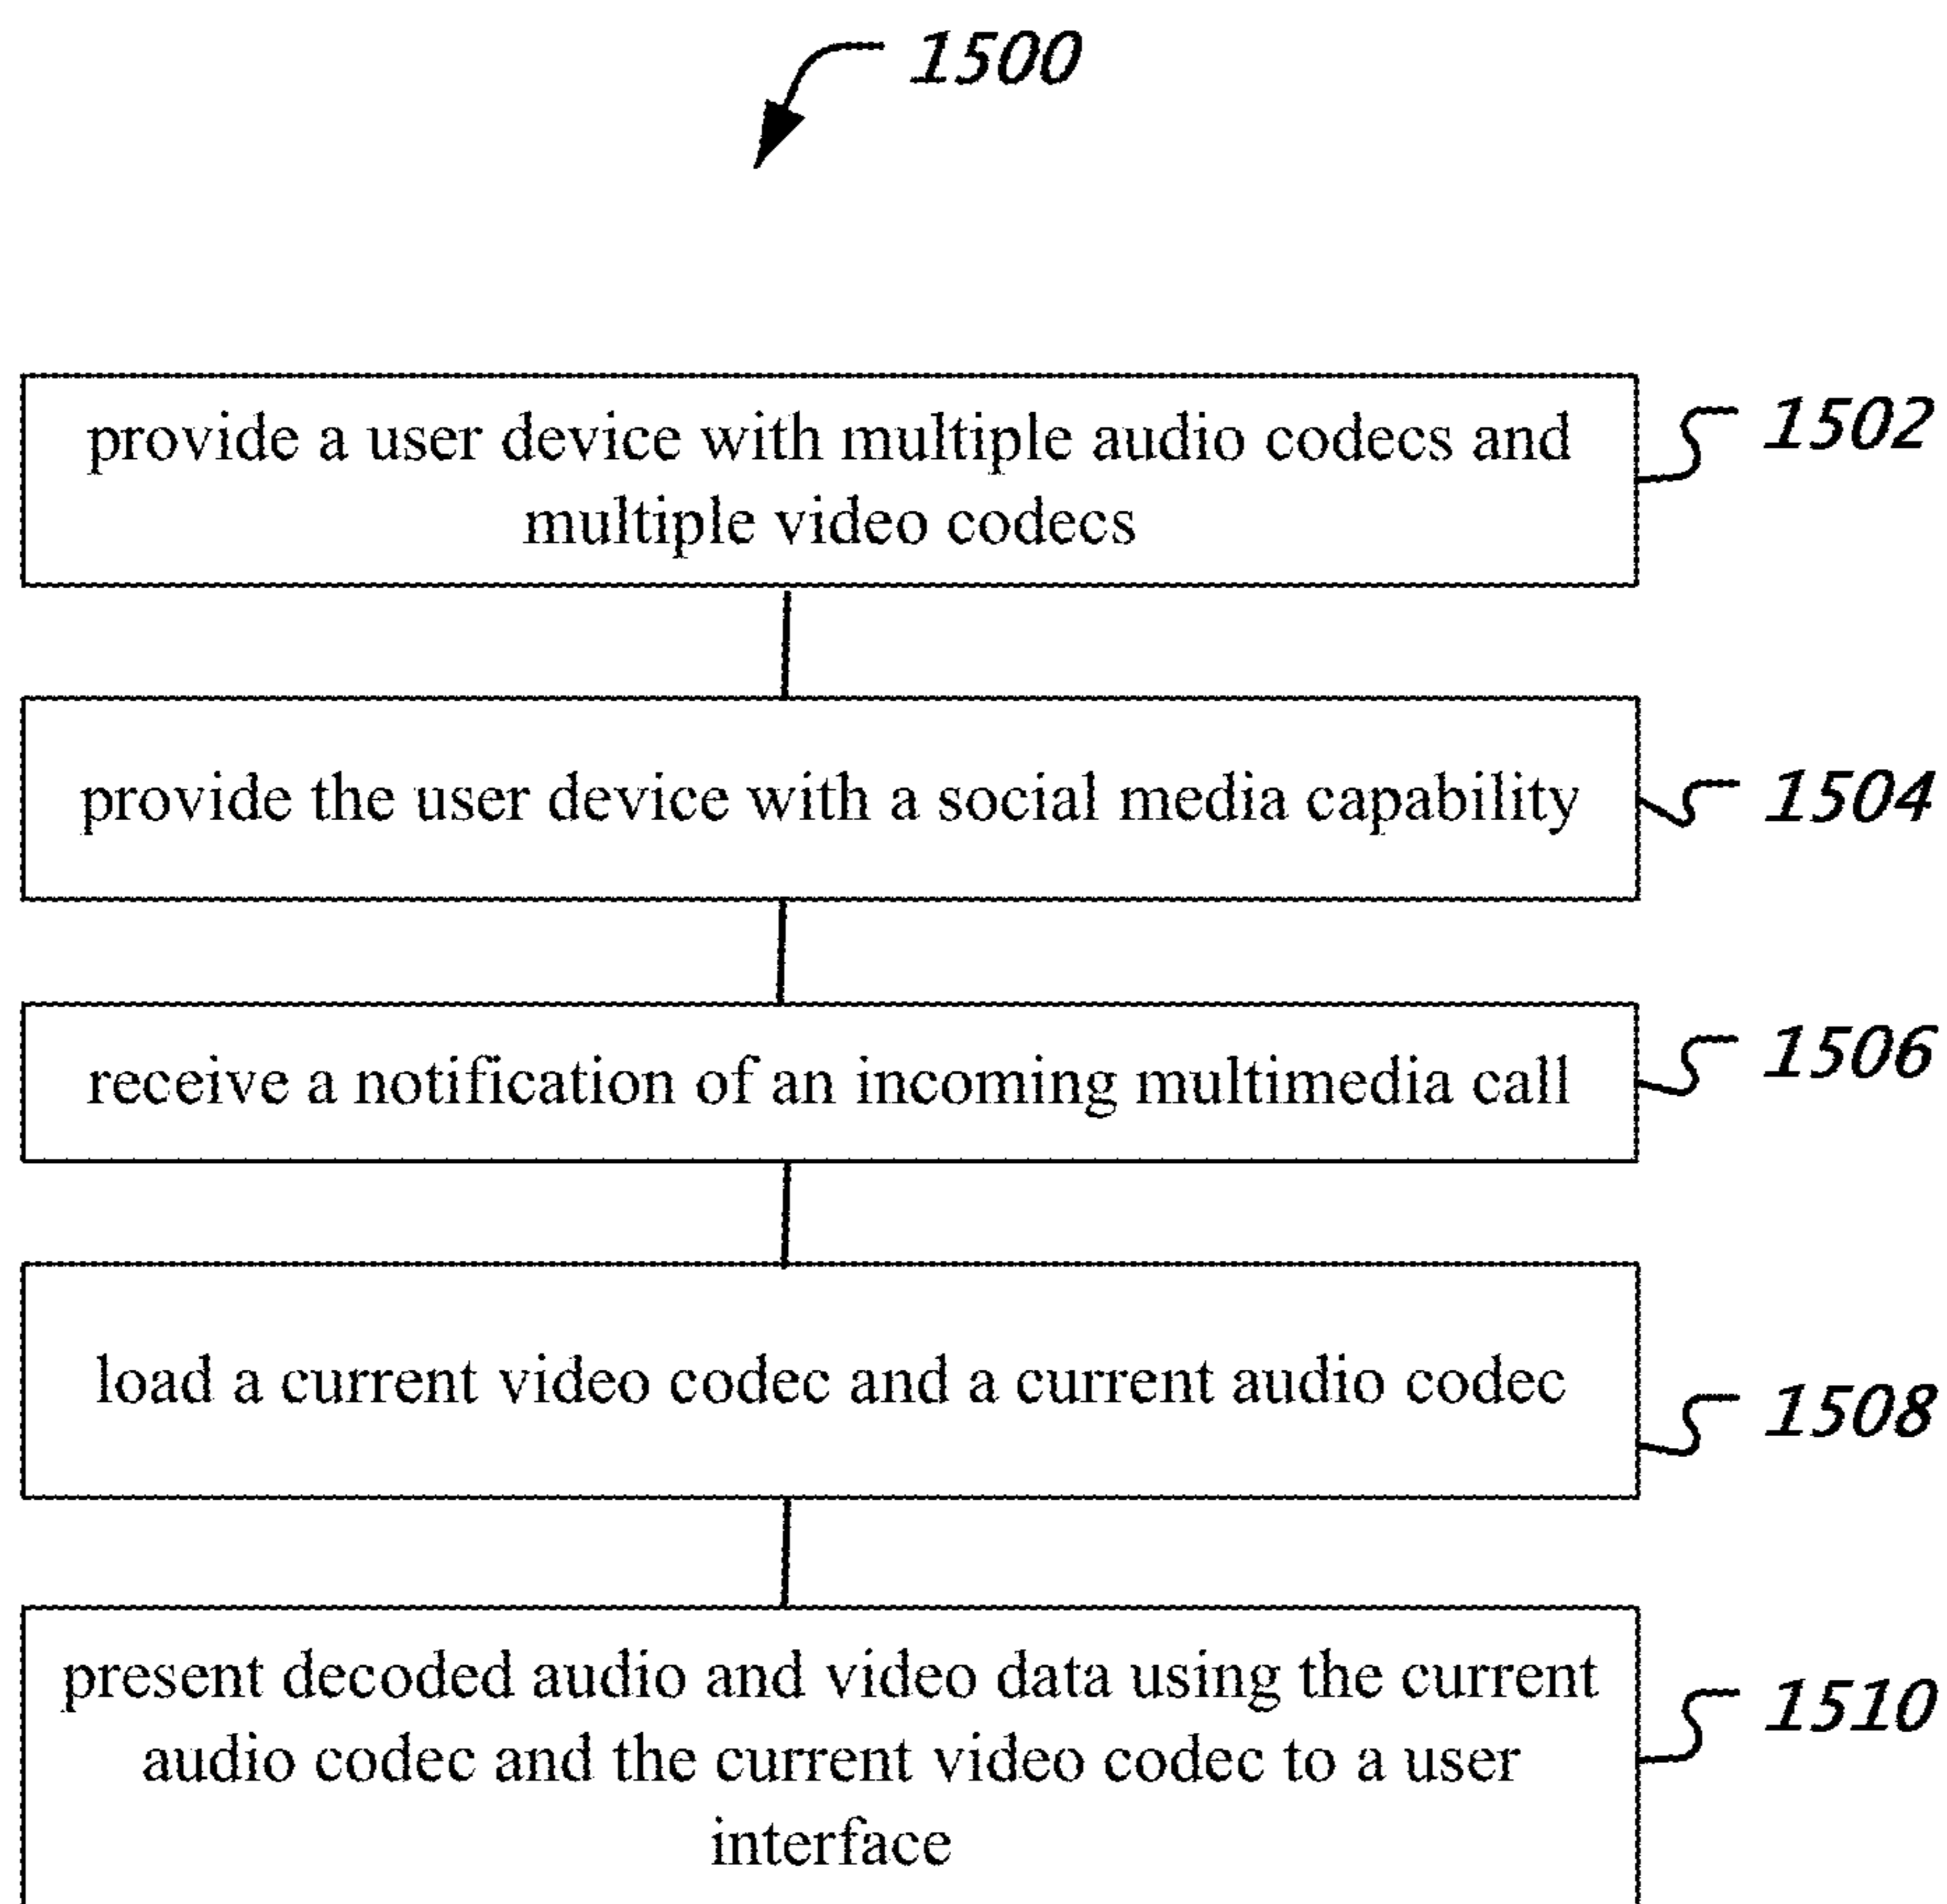 1500
provide a user device with multiple audio codecs and
multiple video codecs
1502
provide the user device with a social media capability
1504
receive a notification of an incoming multimedia call
1506
load a current video codec and a current audio codec
1508
present decoded audio and video data using the current
audio codec and the current video codec to a user
interface
1510